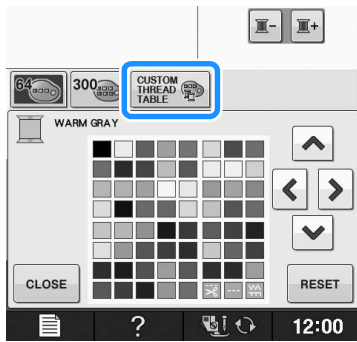 64
300
CUSTOM
THREAD
TABLE
WARM GRAY
CLOSE
RESET
?
12:00